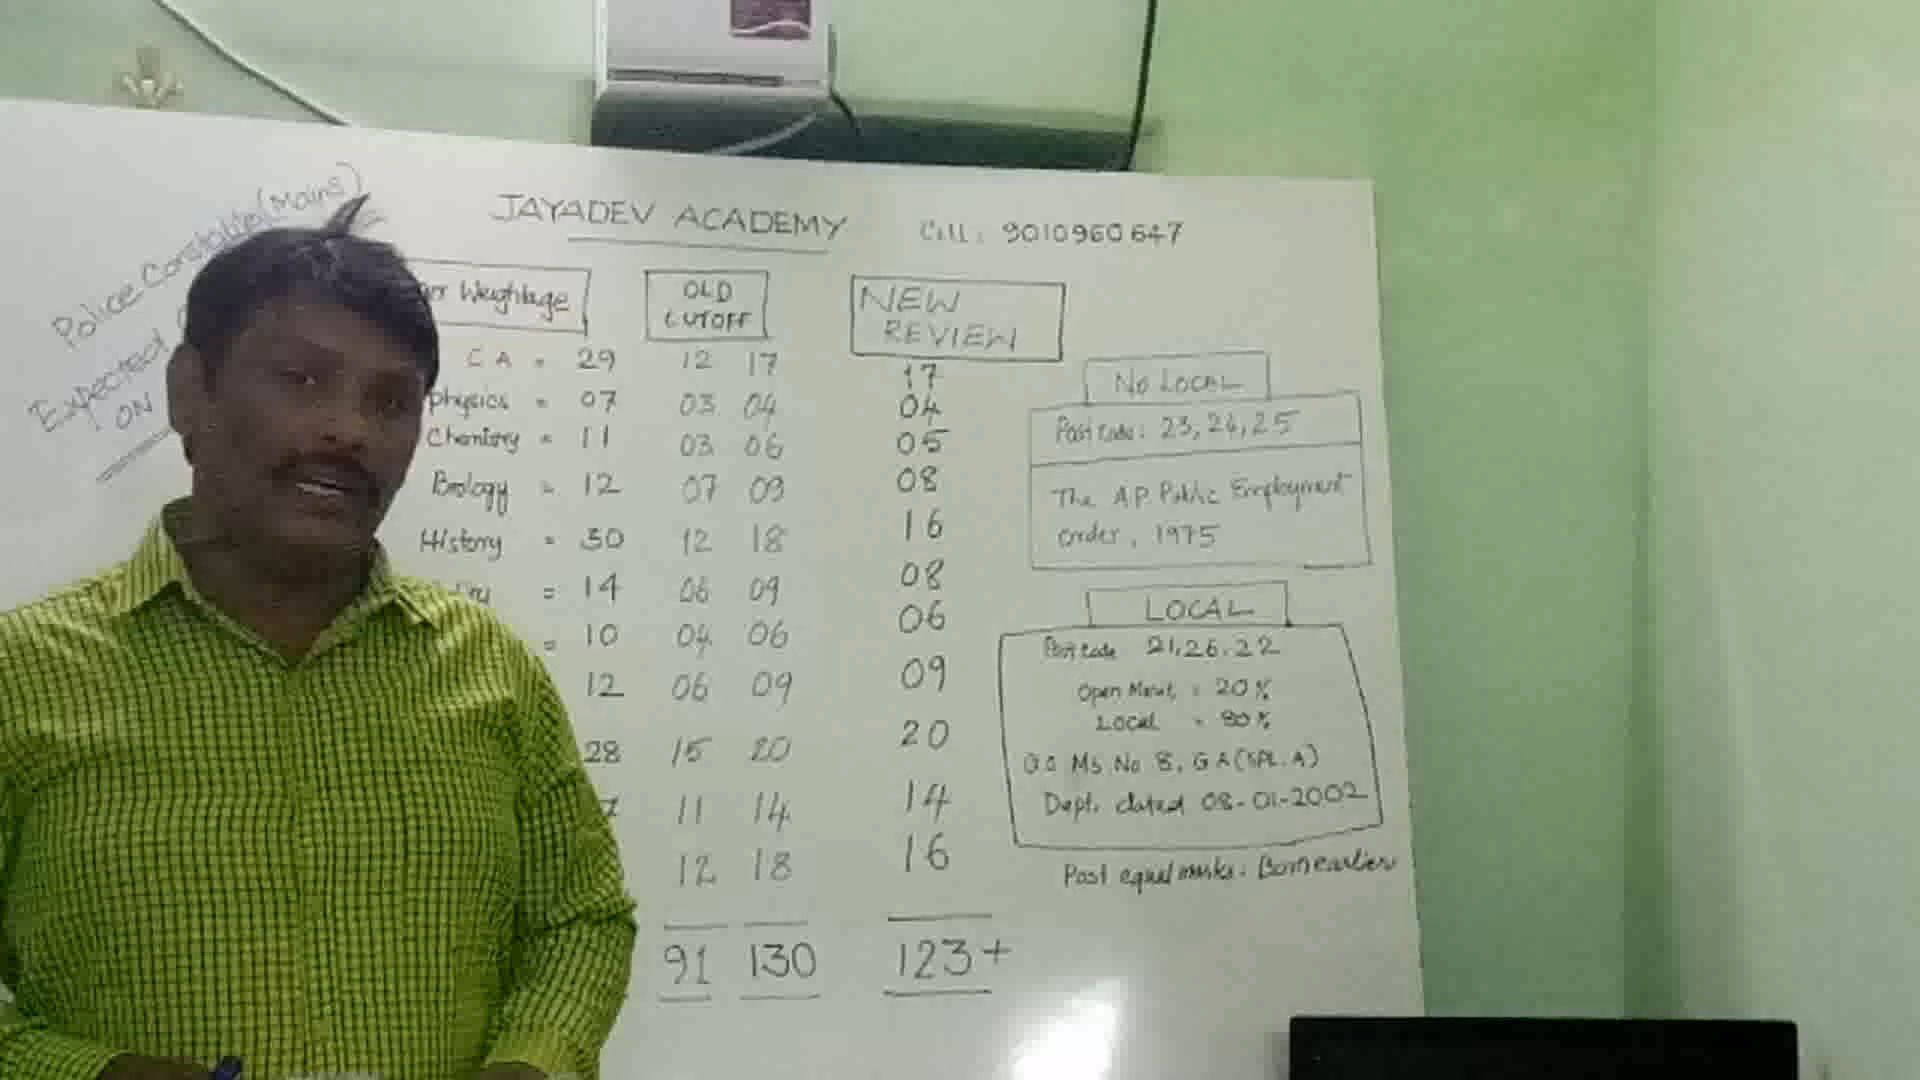 Police Constable (Mains)
Expected
ON
JAYADEV ACADEMY
Cell: 9010960647
Weightage
OLD
CUTOFF
NEW
REVIEW
C A = 29 12 17 17
physics = 07 03 04 04
Chemistry = 11 03 06 05
Biology = 12 07 09 08
History = 30 12 18 16
= 14 06 09 08
= 10 04 06 06
12 06 09 09
28 15 20 20
11 14 14
12 18 16
91 130 123+
NO LOCAL
Post Code: 23, 24, 25
The A.P. Public Employment
order, 1975
LOCAL
Post Code 21, 26, 22
Open Merit = 20%
Local = 80%
G.O Ms No 8, GA (SPL. A)
Dept. dated 08-01-2002
Post equal marks: Born earlier